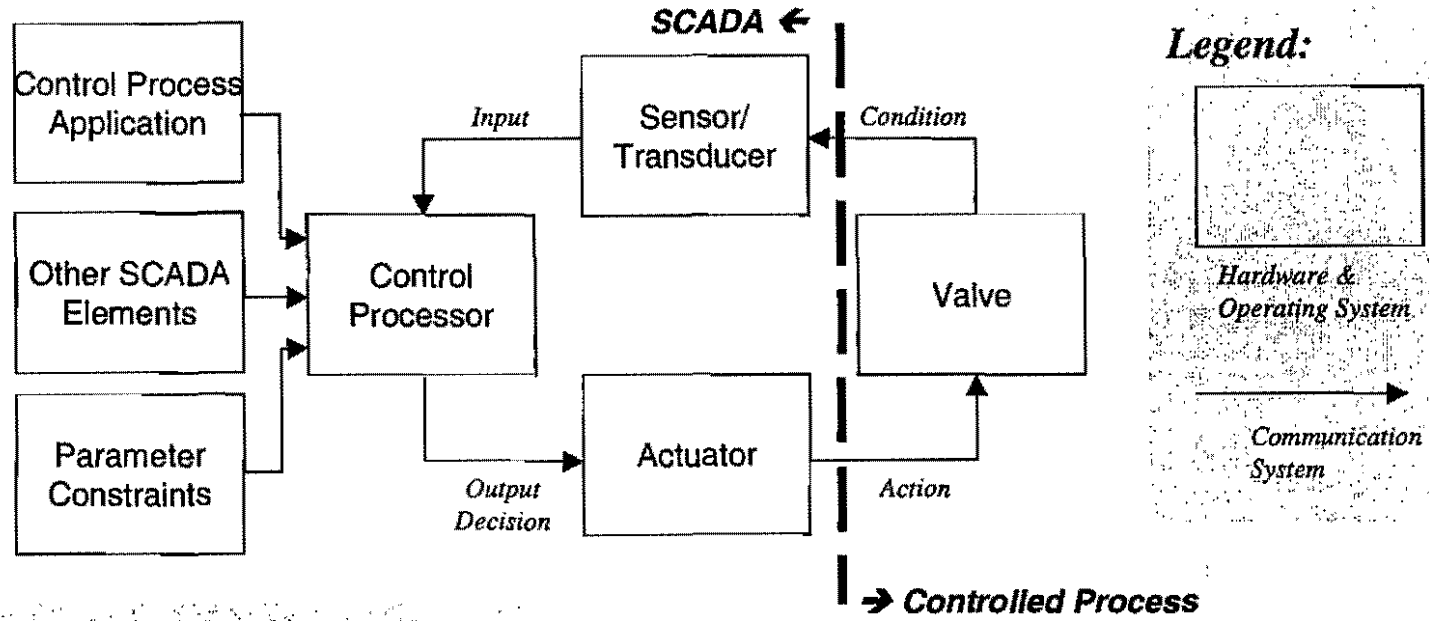 SCADA ←
Legend:
Control Process
Application
Input
Sensor/
Transducer
Condition
Other SCADA
Elements
Control
Processor
Valve
Hardware &
Operating System
Parameter
Constraints
Output
Decision
Actuator
Action
Communication
System
→ Controlled Process